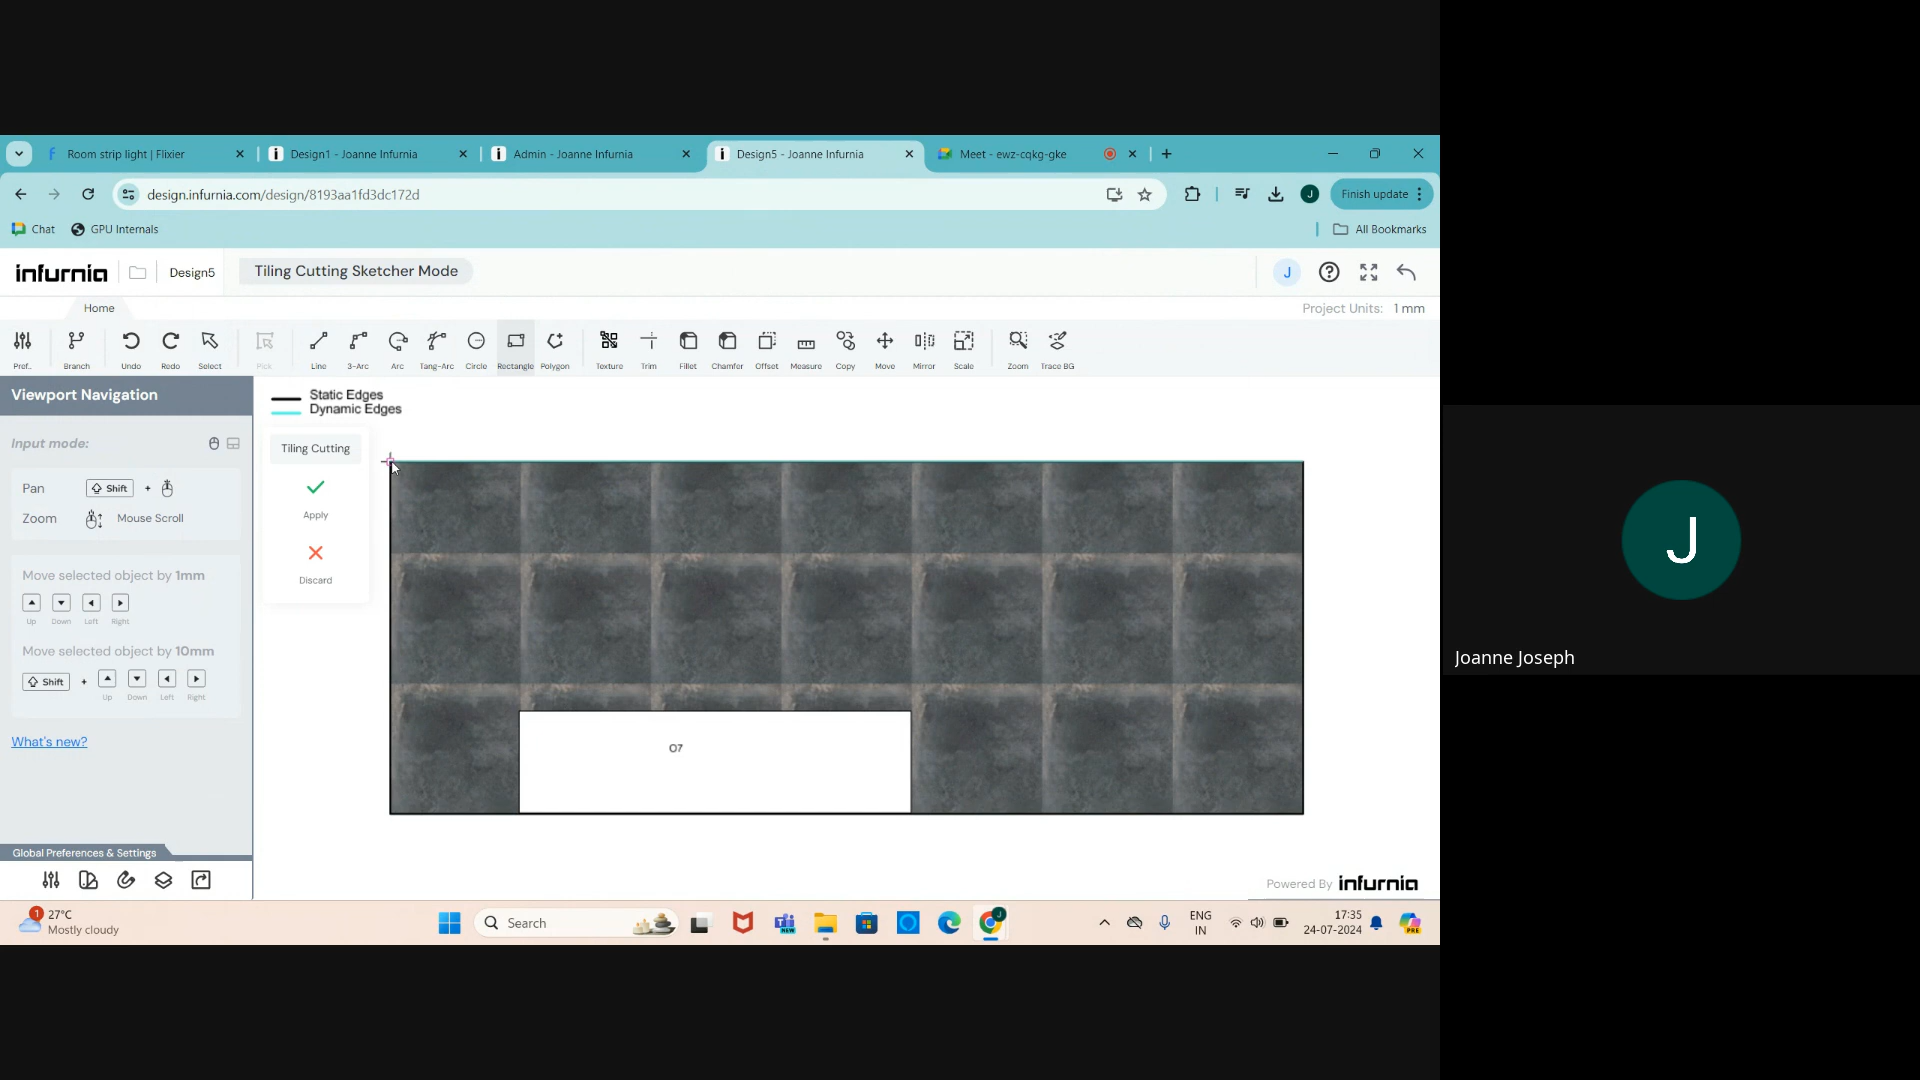 Room strip light | Flixier
Design1 - Joanne Infurnia
Admin - Joanne Infurnia
Design5 - Joanne Infurnia
Meet - ewz-cqkg-gke
design.infurnia.com/design/8193aa1fd3dc172d
J
Finish update
Chat
GPU Internals
All Bookmarks
infurnia
Design5
Tiling Cutting Sketcher Mode
J
Home
Project Units: 1 mm
Pref..
Branch
Undo
Redo
Select
Pick
Line
3-Arc
Arc
Tang-Arc
Circle
Rectangle
Polygon
Texture
Trim
Fillet
Chamfer
Offset
Measure
Copy
Move
Mirror
Scale
Zoom
Trace BG
Viewport Navigation
Static Edges
Dynamic Edges
Input mode:
Tiling Cutting
Pan
Shift
+
Zoom
Mouse Scroll
Apply
Discard
Move selected object by 1mm
Up
Down
Left
Right
Move selected object by 10mm
Shift
+
Up
Down
Left
Right
What's new?
07
Global Preferences & Settings
Powered By infurnia
J
Joanne Joseph
1
27°C
Mostly cloudy
Search
NEW
J
ENG
IN
17:35
24-07-2024
PRE